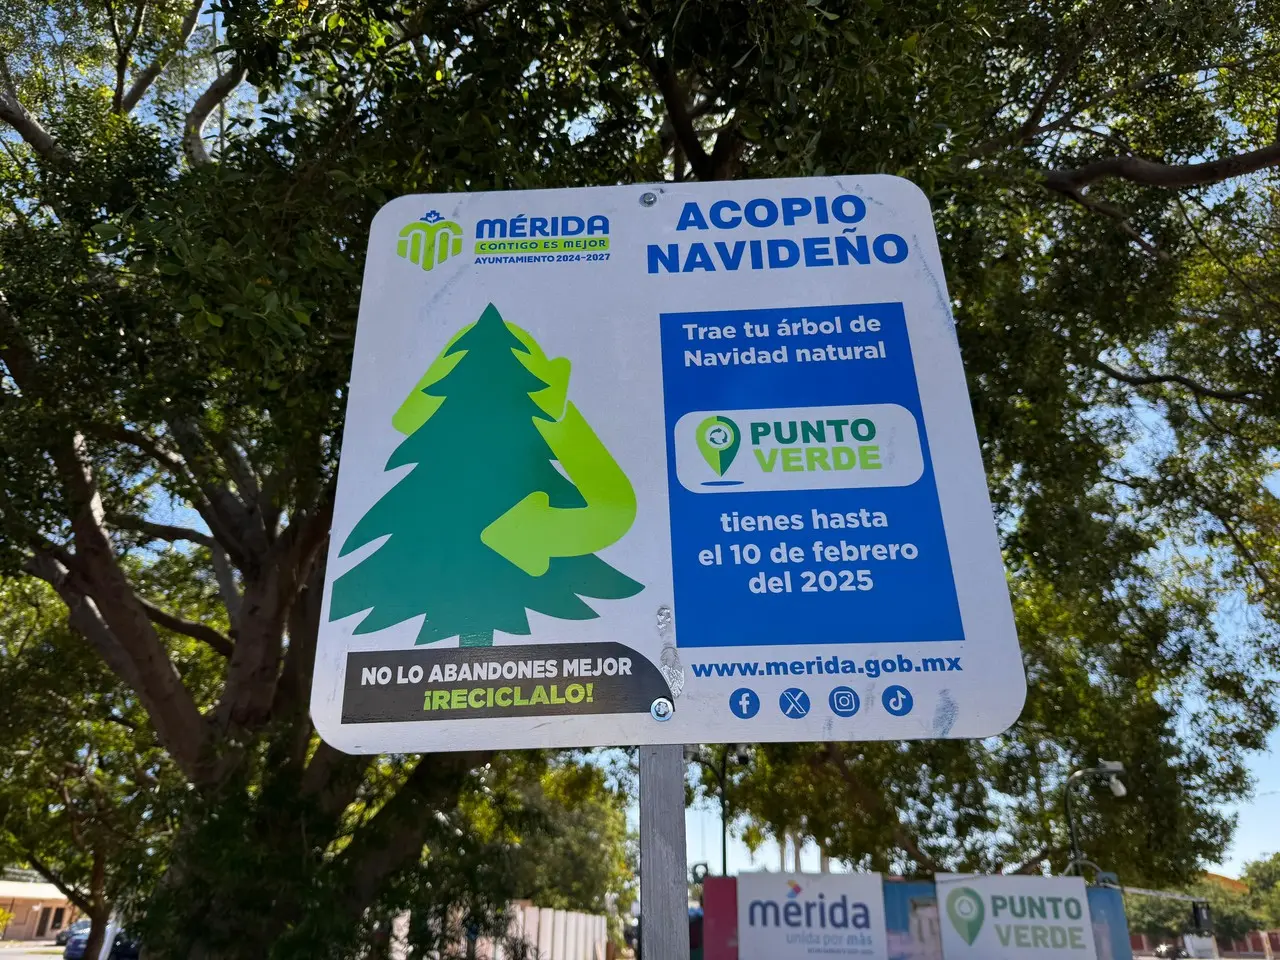 MÉRIDA
CONTIGO ES MEJOR
AYUNTAMIENTO 2024-2027
ACOPIO
NAVIDEÑO
Trae tu árbol de
Navidad natural
PUNTO
VERDE
tienes hasta
el 10 de febrero
del 2025
NO LO ABANDONES MEJOR
¡RECICLALO!
www.merida.gob.mx
mérida
unida por más
PUNTO
VERDE